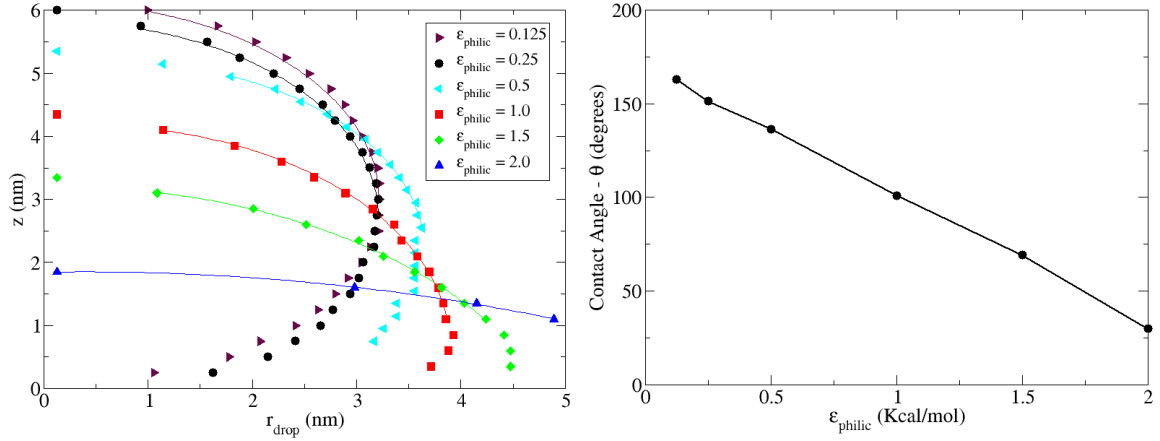 6
5
4
3
2
1
0
z (nm)
0
1
2
3
4
5
r_drop (nm)
ε_philic = 0.125
ε_philic = 0.25
ε_philic = 0.5
ε_philic = 1.0
ε_philic = 1.5
ε_philic = 2.0
200
150
100
50
0
Contact Angle - θ (degrees)
0
0.5
1
1.5
2
ε_philic (Kcal/mol)